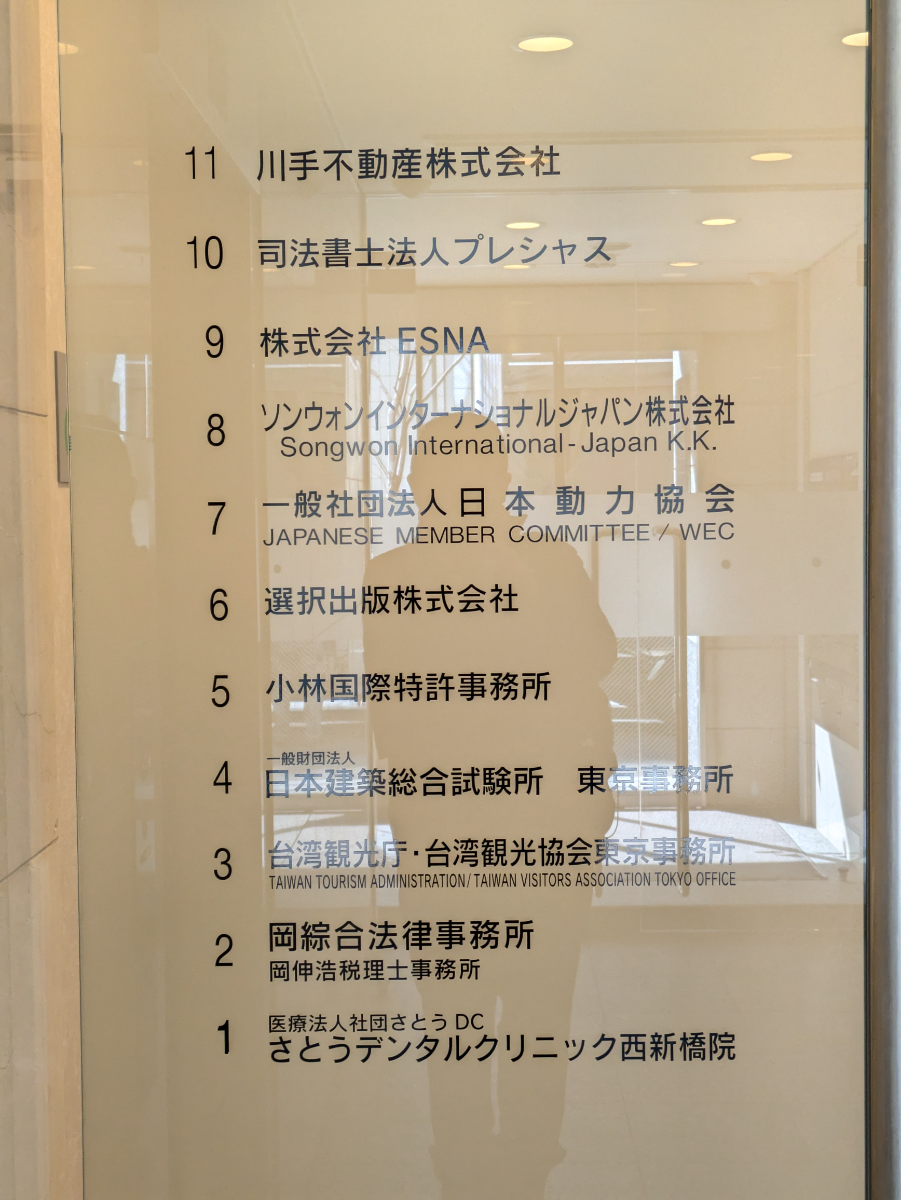 11 川手不動産株式会社
10 司法書士法人プレシャス
9 株式会社 ESNA
8 ソンウォンインターナショナルジャパン株式会社
Songwon International-Japan K.K.
7 一般社団法人 日本動力協会
JAPANESE MEMBER COMMITTEE / WEC
6 選択出版株式会社
5 小林国際特許事務所
一般財団法人
4 日本建築総合試験所 東京事務所
3 台湾観光庁・台湾観光協会東京事務所
TAIWAN TOURISM ADMINISTRATION / TAIWAN VISITORS ASSOCIATION TOKYO OFFICE
2 岡綜合法律事務所
岡伸浩税理士事務所
医療法人社団さとう DC
1 さとうデンタルクリニック西新橋院